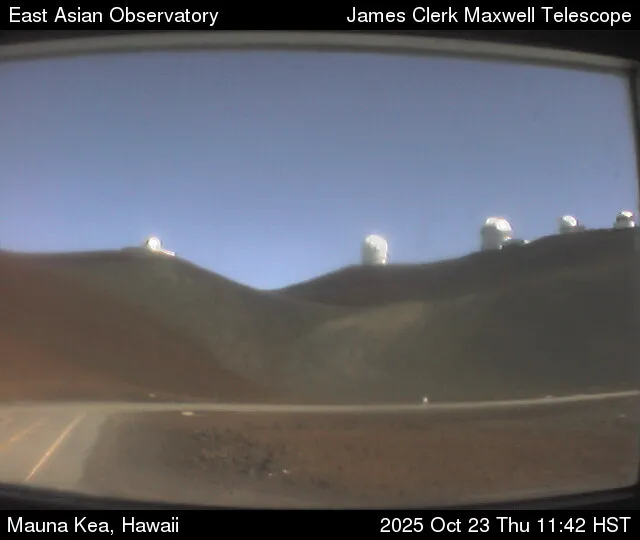 East Asian Observatory
James Clerk Maxwell Telescope
Mauna Kea, Hawaii
2025 Oct 23 Thu 11:42 HST